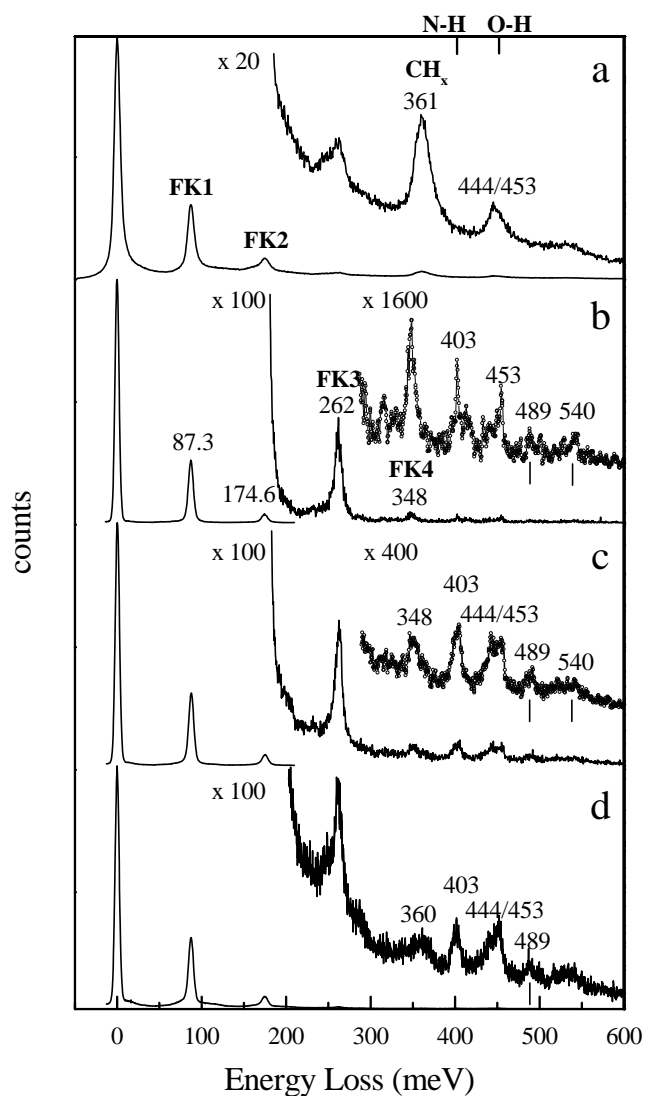 N-H O-H
x 20
CHx
a
361
444/453
FK1
FK2
x 100
x 1600
b
403
FK3
453
262
489 540
87.3
FK4
174.6
348
counts
x 100
x 400
c
403
348 444/453
489
540
x 100
d
403
360 444/453
489
0 100 200 300 400 500 600
Energy Loss (meV)